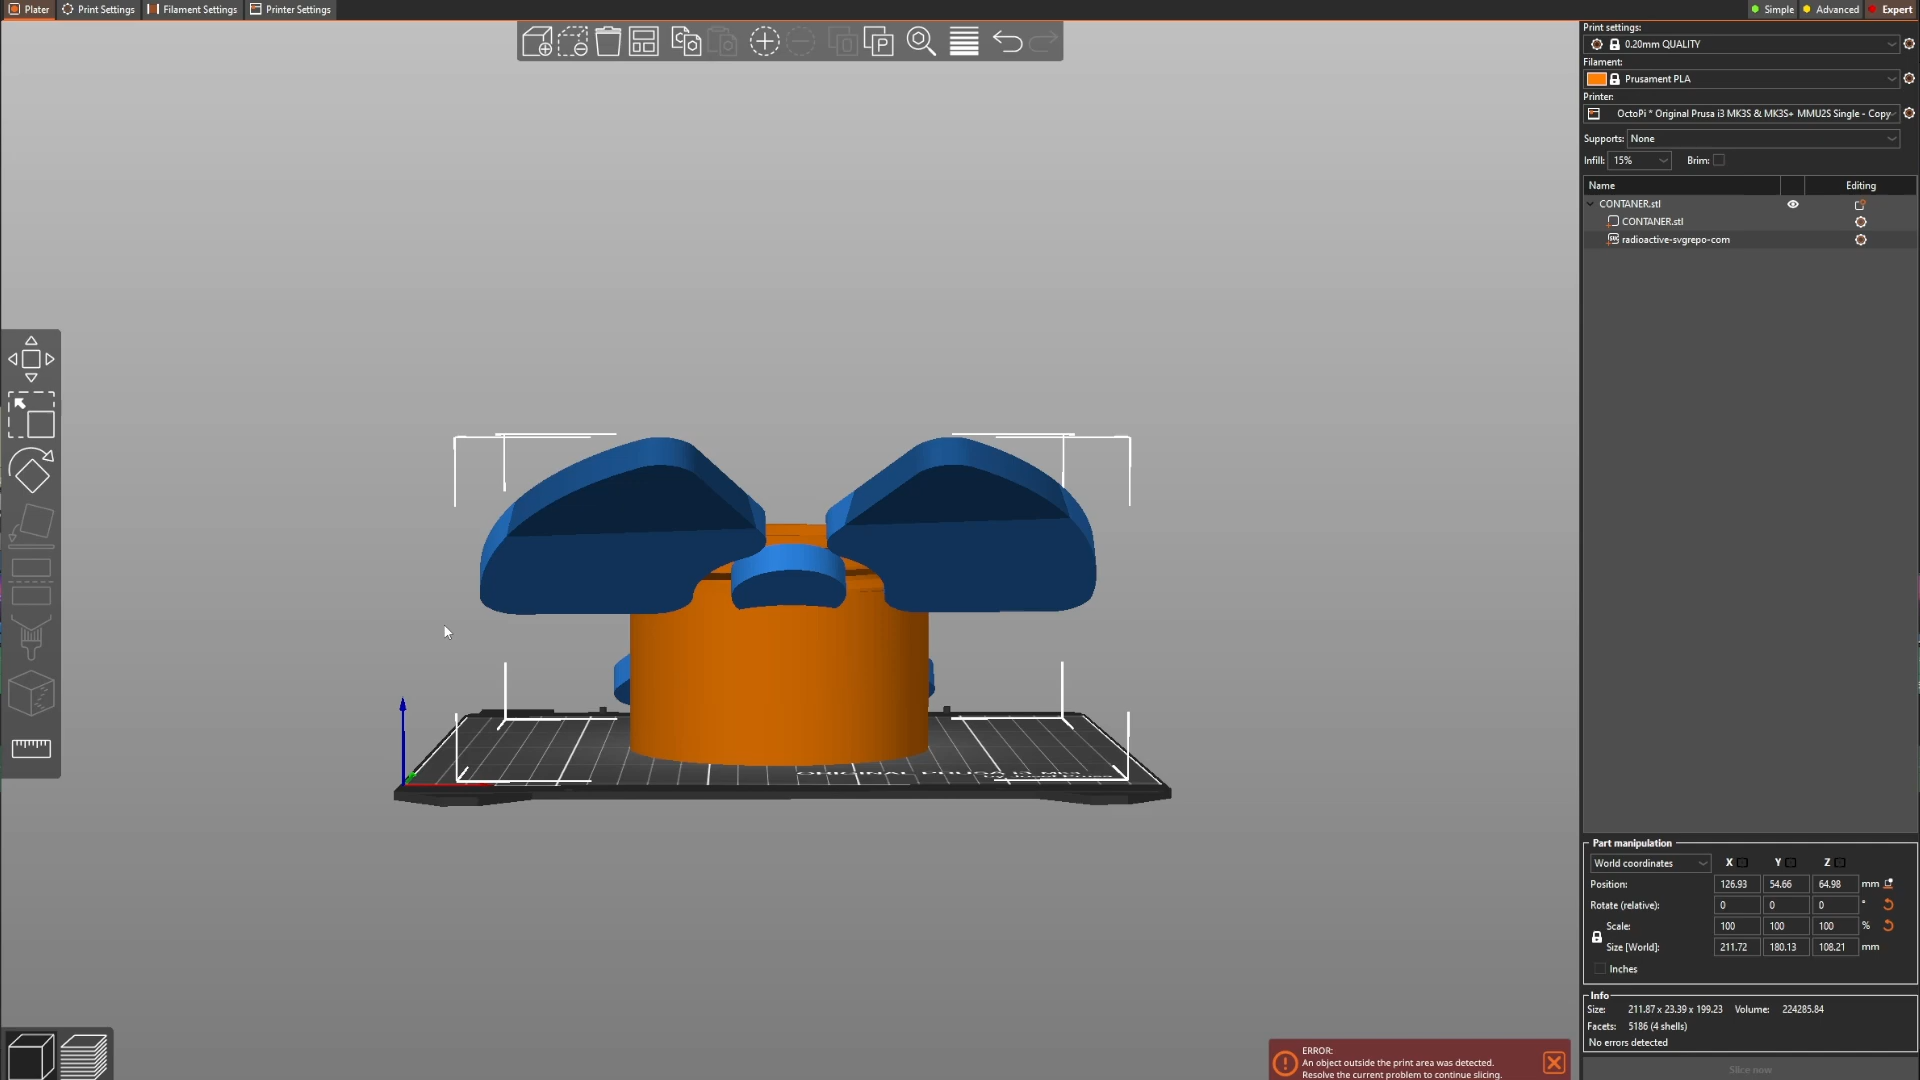 Plater Print Settings Filament Settings Printer Settings
Simple Advanced Expert
Print settings:
0.20mm QUALITY
Filament:
Prusament PLA
Printer:
OctoPi * Original Prusa i3 MK3S & MK3S+ MMU2S Single - Copy
Supports: None
Infill: 15% Brim:
Name Editing
CONTANER.stl
CONTANER.stl
radioactive-svgrepo-com
Part manipulation
World coordinates X Y Z
Position: 126.93 54.66 64.98 mm
Rotate (relative): 0 0 0 °
Scale: 100 100 100 %
Size [World]: 211.72 180.13 108.21 mm
Inches
Info
Size: 211.87 x 23.39 x 199.23 Volume: 224285.84
Facets: 5186 (4 shells)
No errors detected
Slice now
ERROR:
An object outside the print area was detected.
Resolve the current problem to continue slicing.